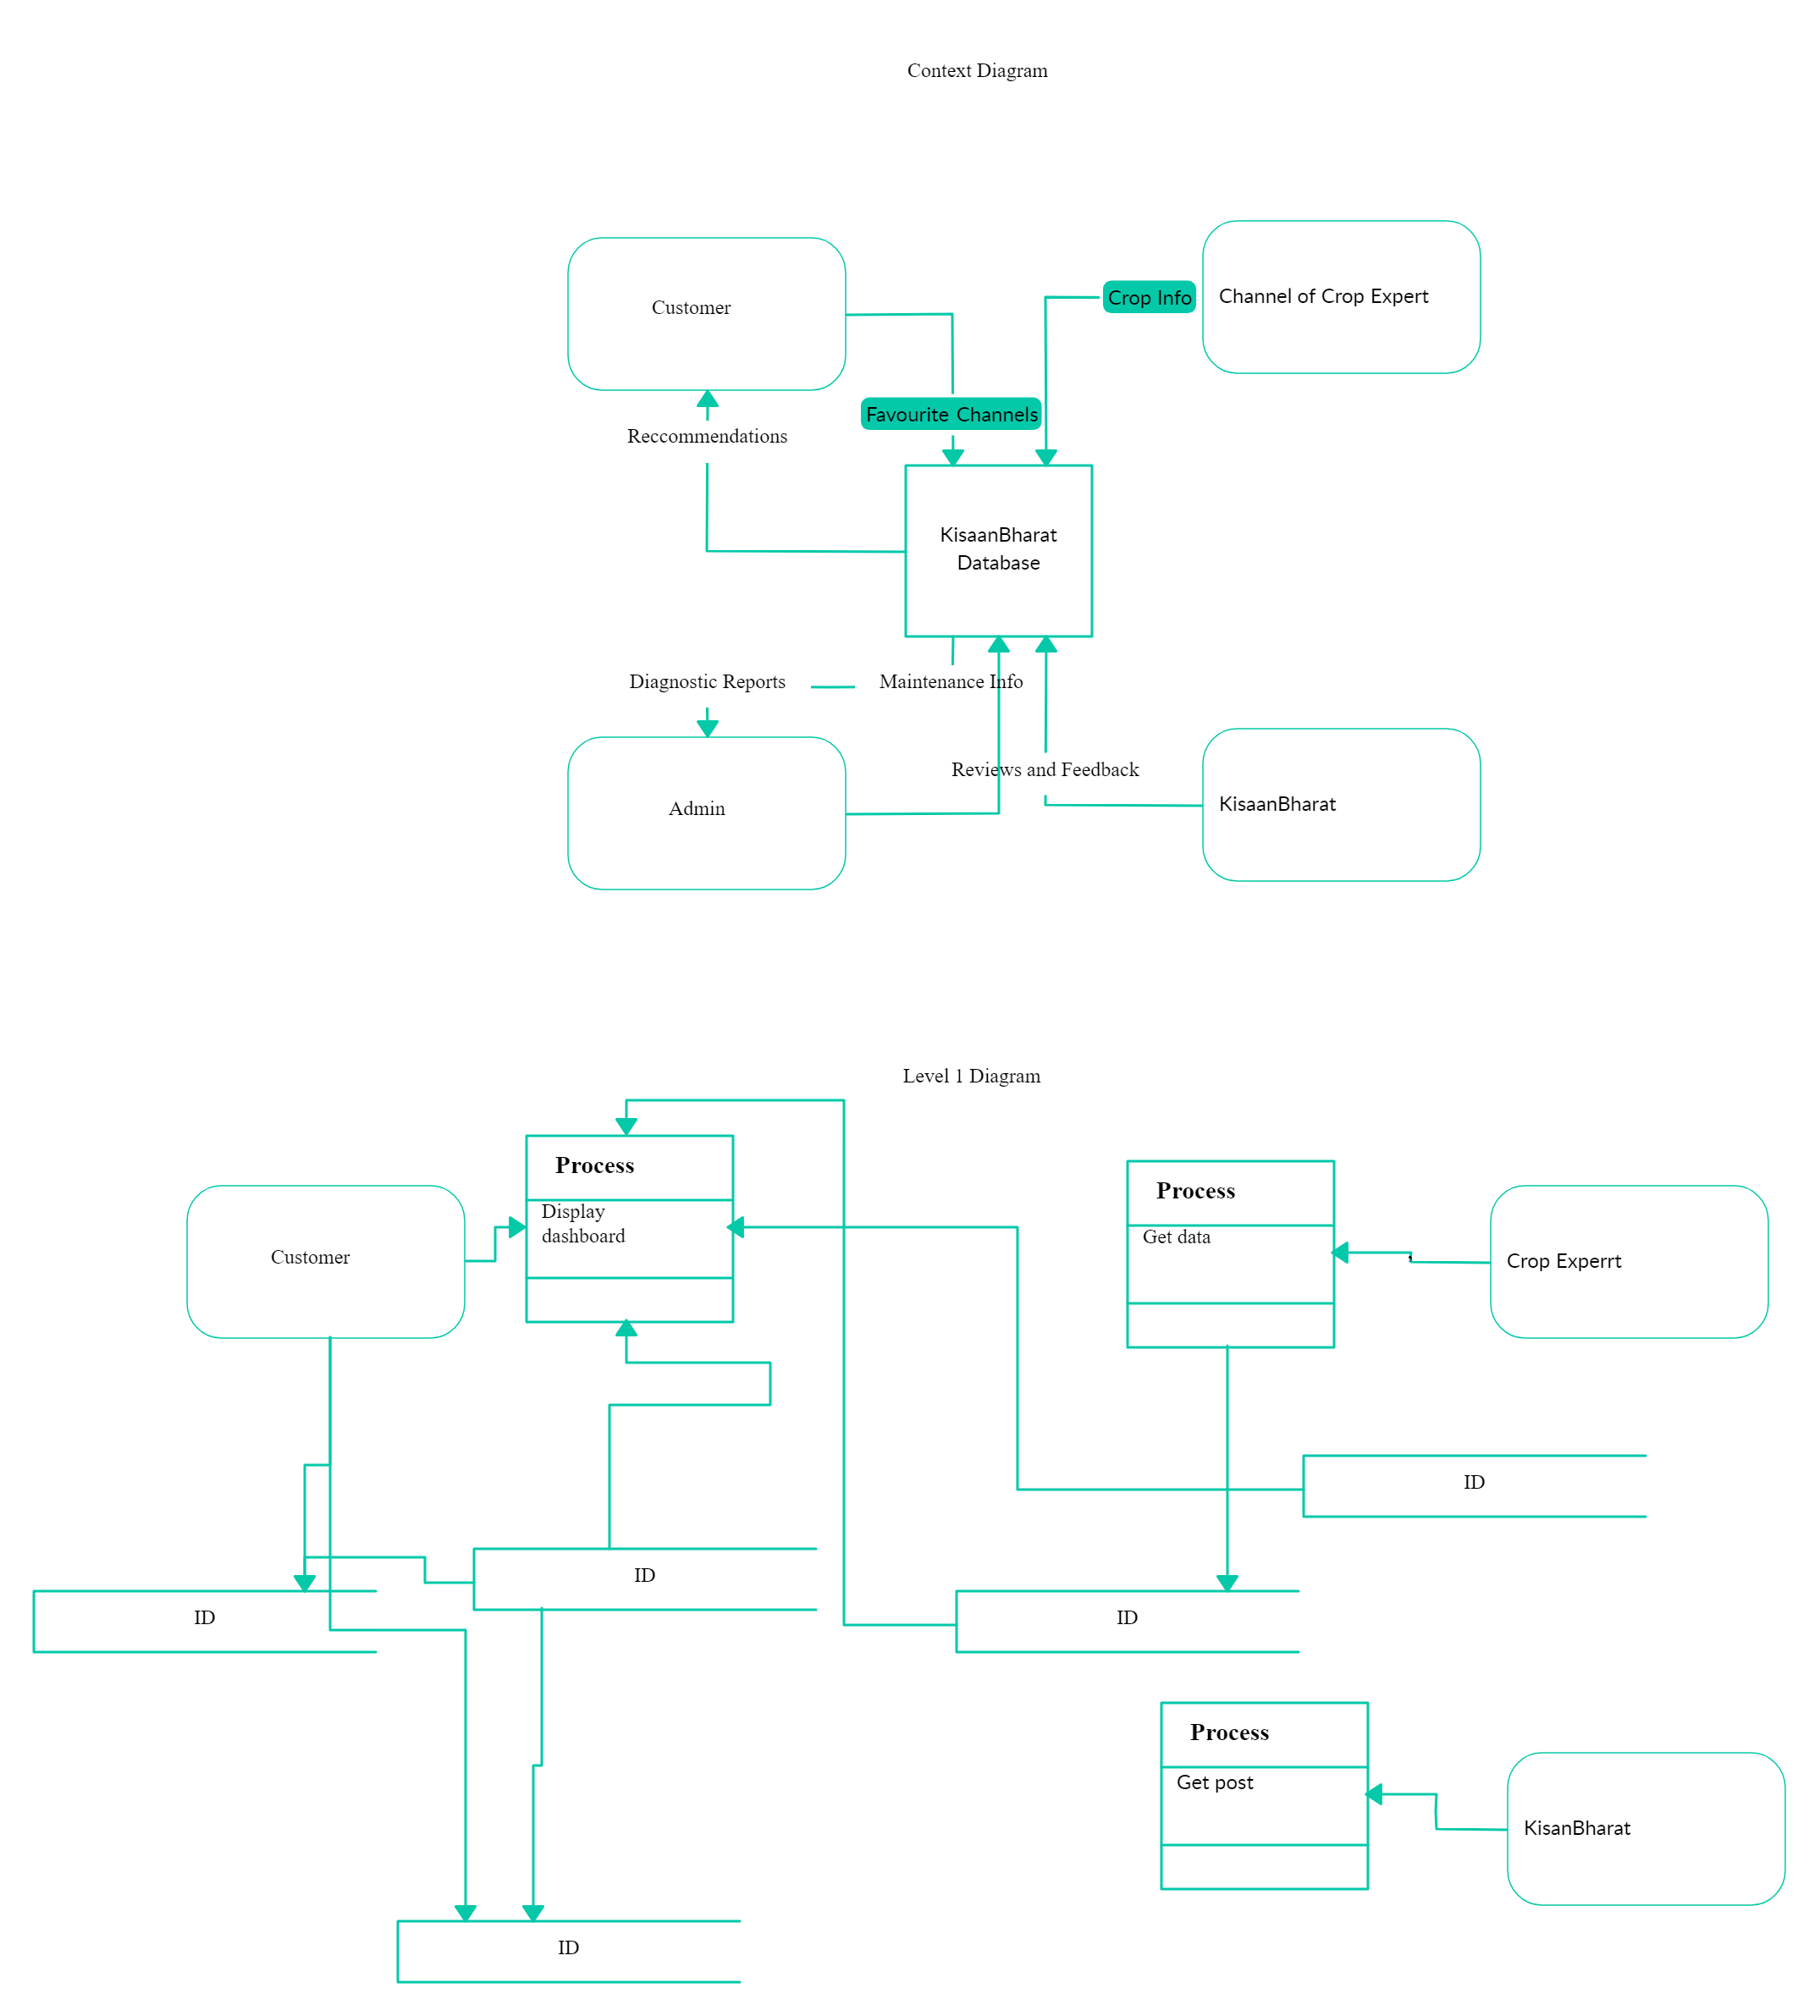 Context Diagram
Customer
Crop Info
Channel of Crop Expert
Favourite Channels
Reccommendations
KisaanBharat
Database
Diagnostic Reports
Maintenance Info
Reviews and Feedback
Admin
KisaanBharat
Level 1 Diagram
Process
Display
dashboard
Customer
Process
Get data
Crop Experrt
ID
ID
ID
ID
Process
Get post
KisanBharat
ID